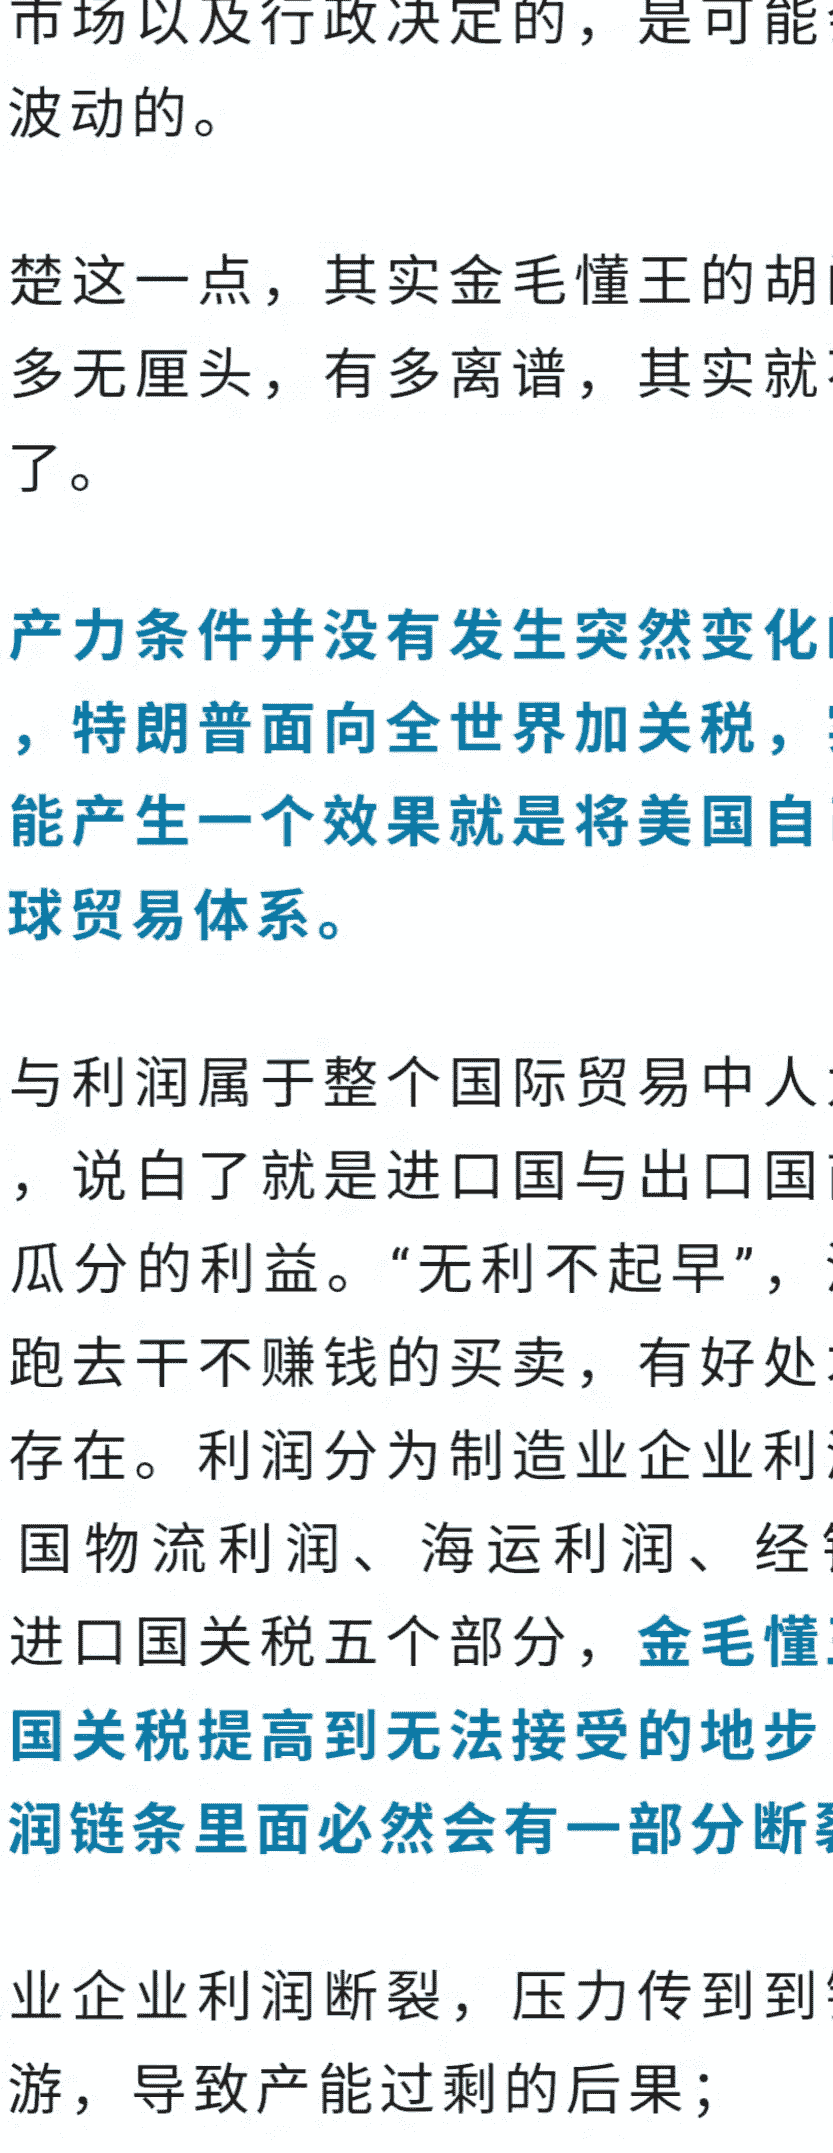 市场以及行政决定的，是可能
波动的。
楚这一点，其实金毛懂王的胡
多无厘头，有多离谱，其实就
了。
产力条件并没有发生突然变化
，特朗普面向全世界加关税，
能产生一个效果就是将美国自
球贸易体系。
与利润属于整个国际贸易中人
，说白了就是进口国与出口国
瓜分的利益。“无利不起早”，
跑去干不赚钱的买卖，有好处
存在。利润分为制造业企业利
国物流利润、海运利润、经
进口国关税五个部分，金毛懂
国关税提高到无法接受的地步
润链条里面必然会有一部分断裂
业企业利润断裂，压力传到到
游，导致产能过剩的后果；